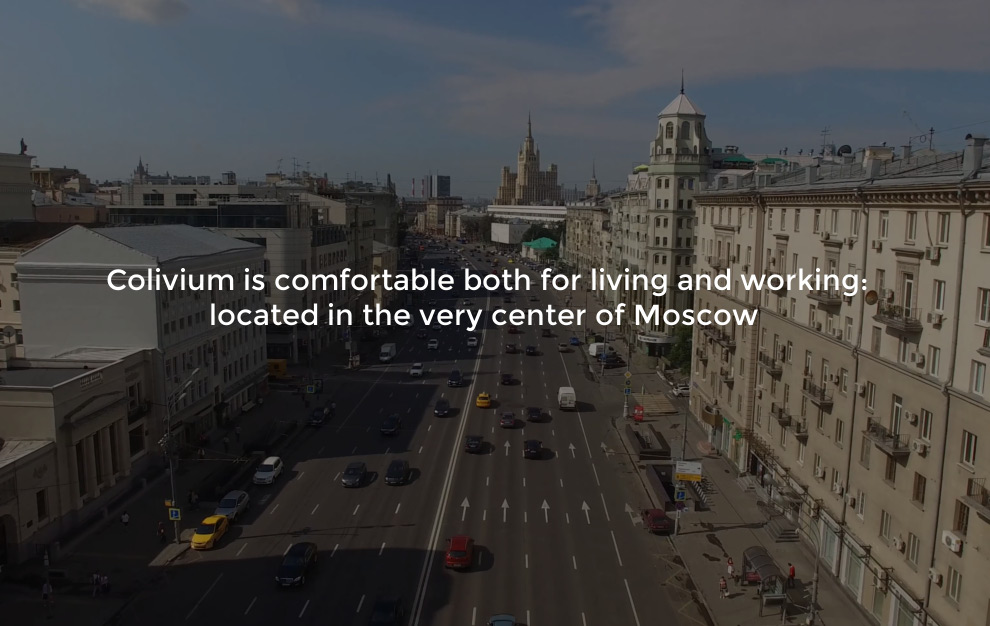 Colivium is comfortable both for living and working:
located in the very center of Moscow